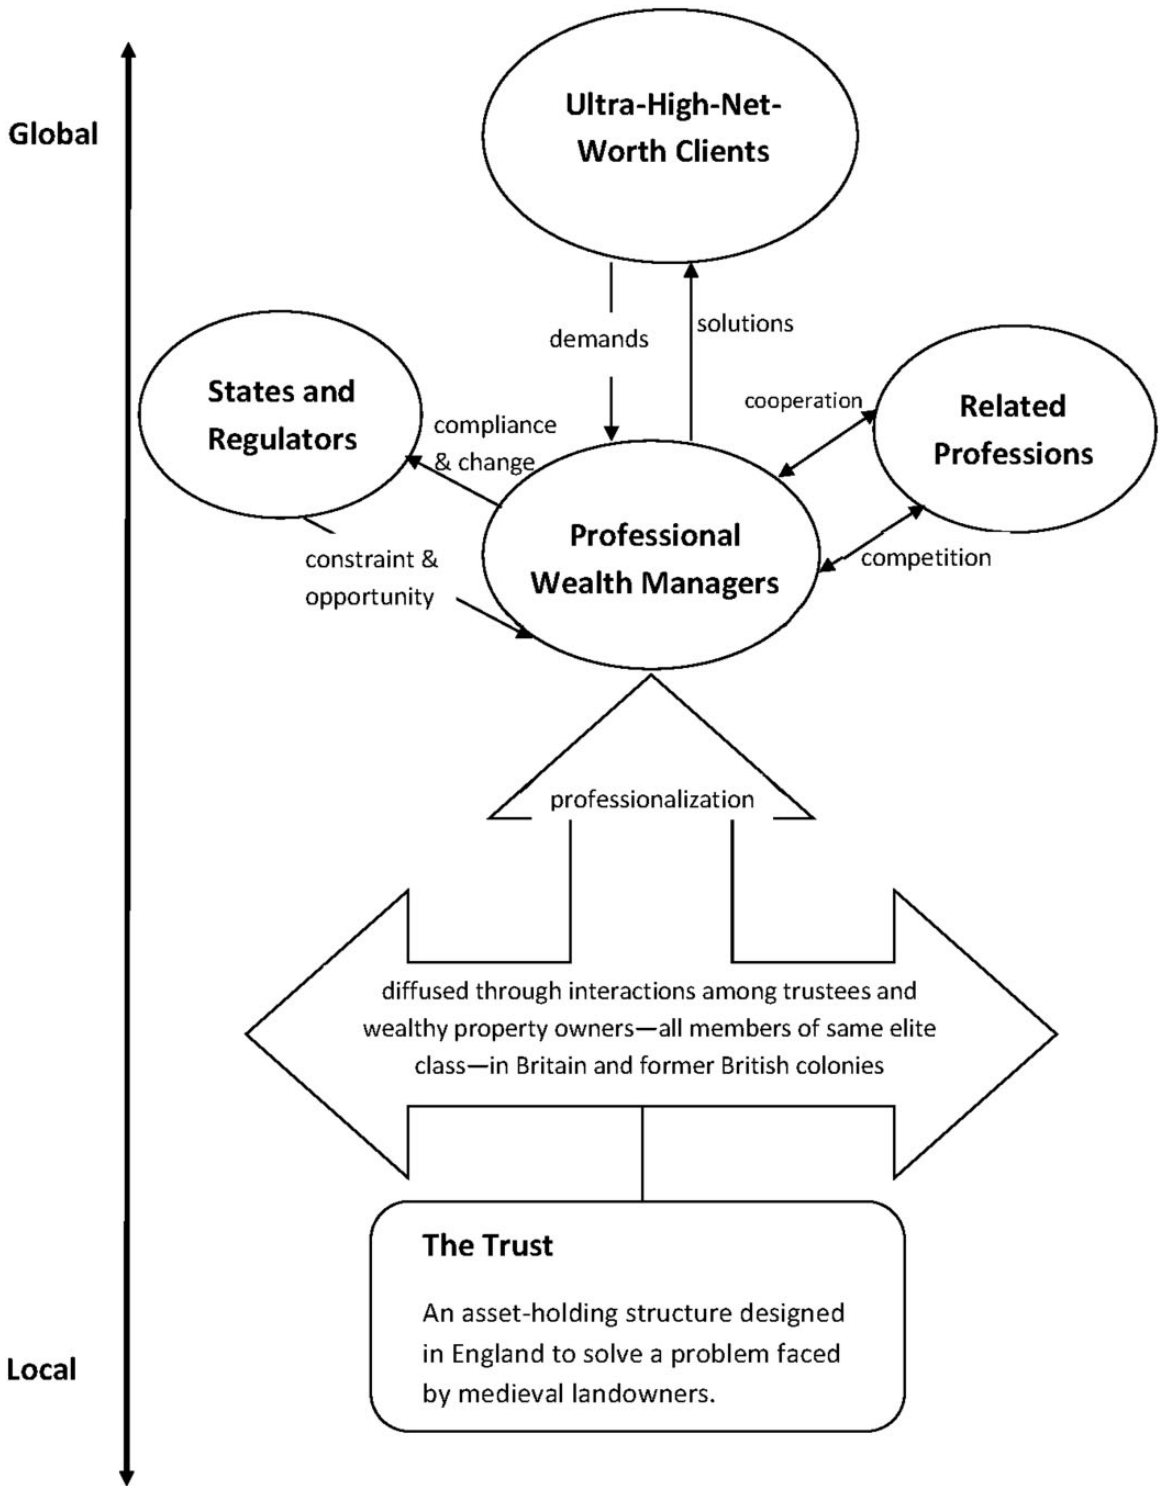 Global
Ultra-High-Net-
Worth Clients
demands
solutions
States and
Regulators
compliance
& change
cooperation
Related
Professions
constraint &
opportunity
Professional
Wealth Managers
competition
professionalization
diffused through interactions among trustees and
wealthy property owners—all members of same elite
class—in Britain and former British colonies
The Trust
An asset-holding structure designed
in England to solve a problem faced
by medieval landowners.
Local